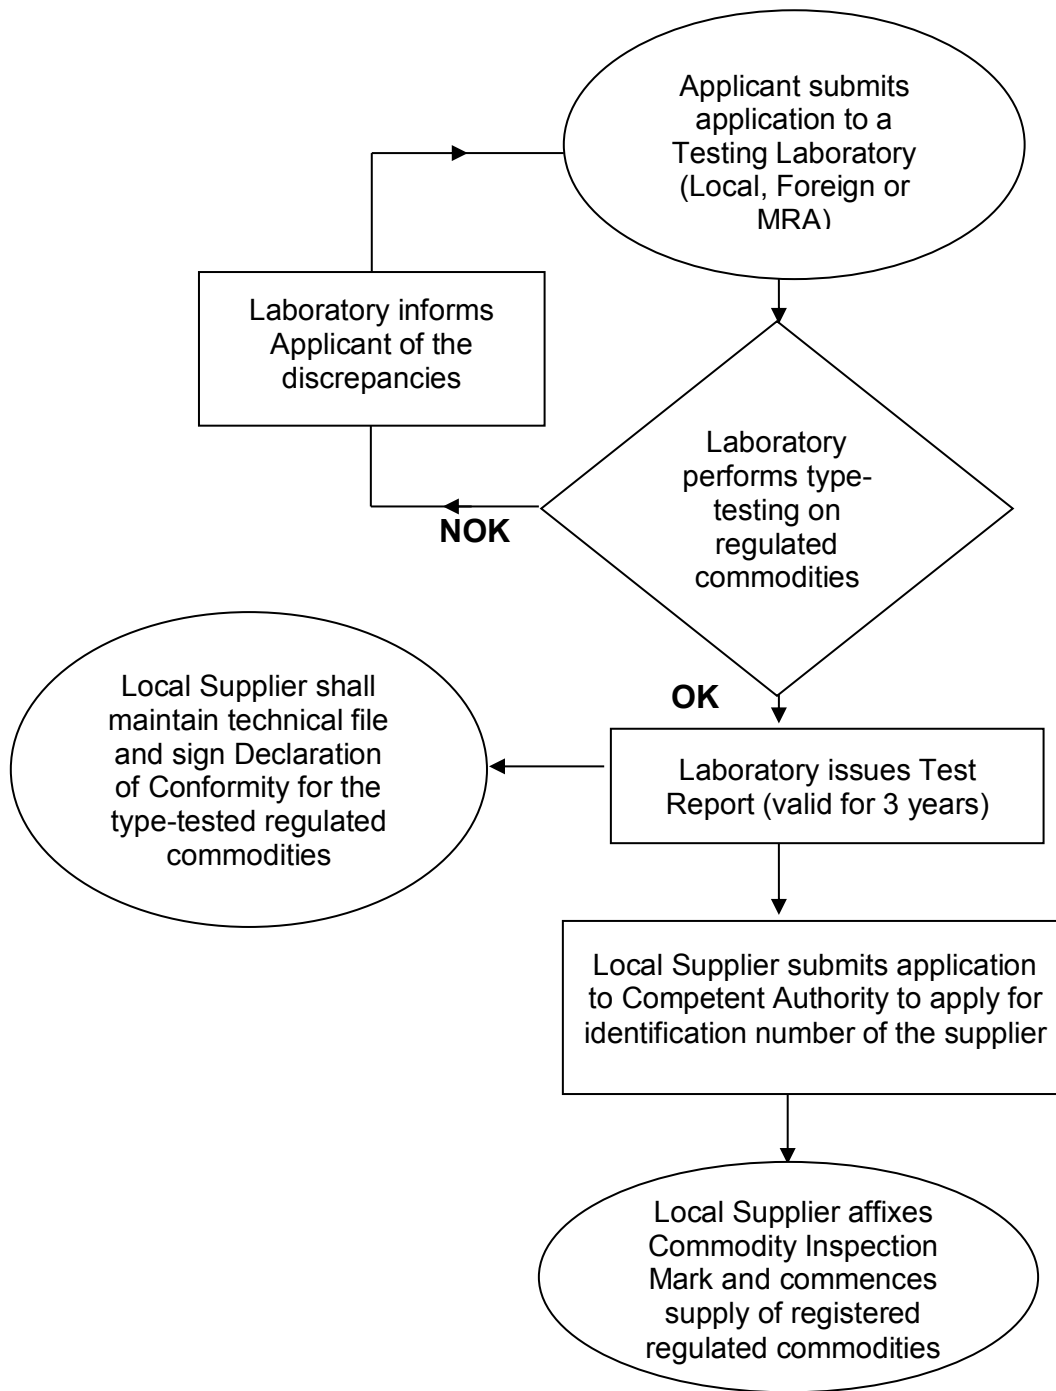 Applicant submits
application to a
Testing Laboratory
(Local, Foreign or
MRA)
Laboratory informs
Applicant of the
discrepancies
Laboratory
performs type-
testing on
regulated
commodities
NOK
OK
Local Supplier shall
maintain technical file
and sign Declaration
of Conformity for the
type-tested regulated
commodities
Laboratory issues Test
Report (valid for 3 years)
Local Supplier submits application
to Competent Authority to apply for
identification number of the supplier
Local Supplier affixes
Commodity Inspection
Mark and commences
supply of registered
regulated commodities